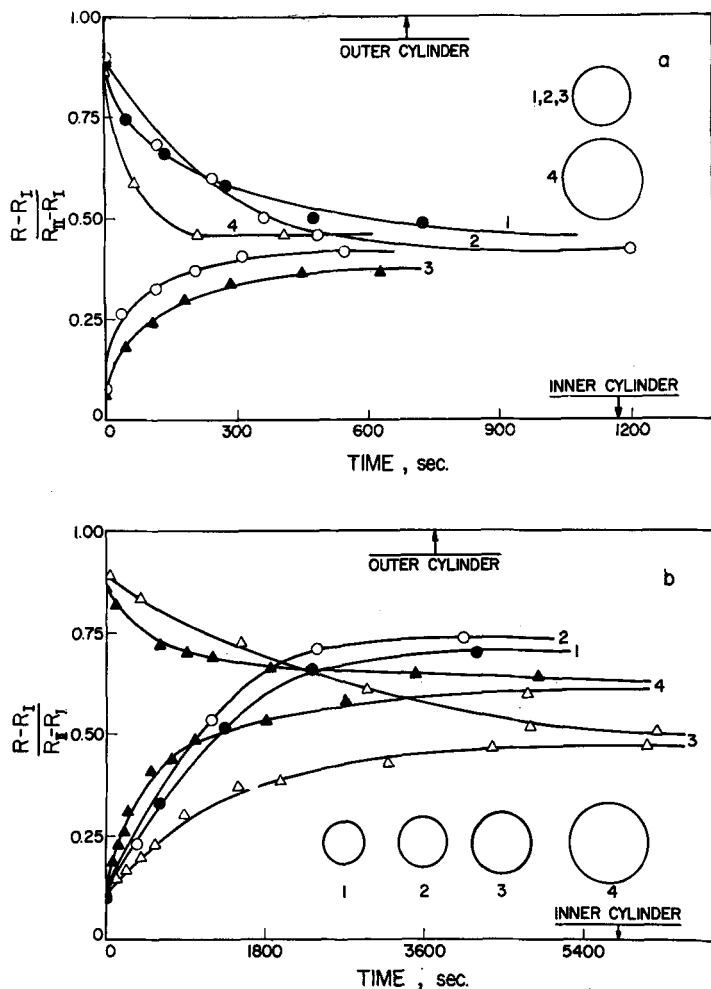 1.00
OUTER CYLINDER
a
1,2,3
0.75
4
R-R_I
R_II-R_I
0.50
4
1
2
3
0.25
INNER CYLINDER
0
0 300 600 900 1200
TIME , sec.
1.00
OUTER CYLINDER
b
0.75
2
1
4
R-R_I
R_II-R_I
0.50
3
0.25
1 2 3 4
INNER CYLINDER
0
0 1800 3600 5400
TIME , sec.